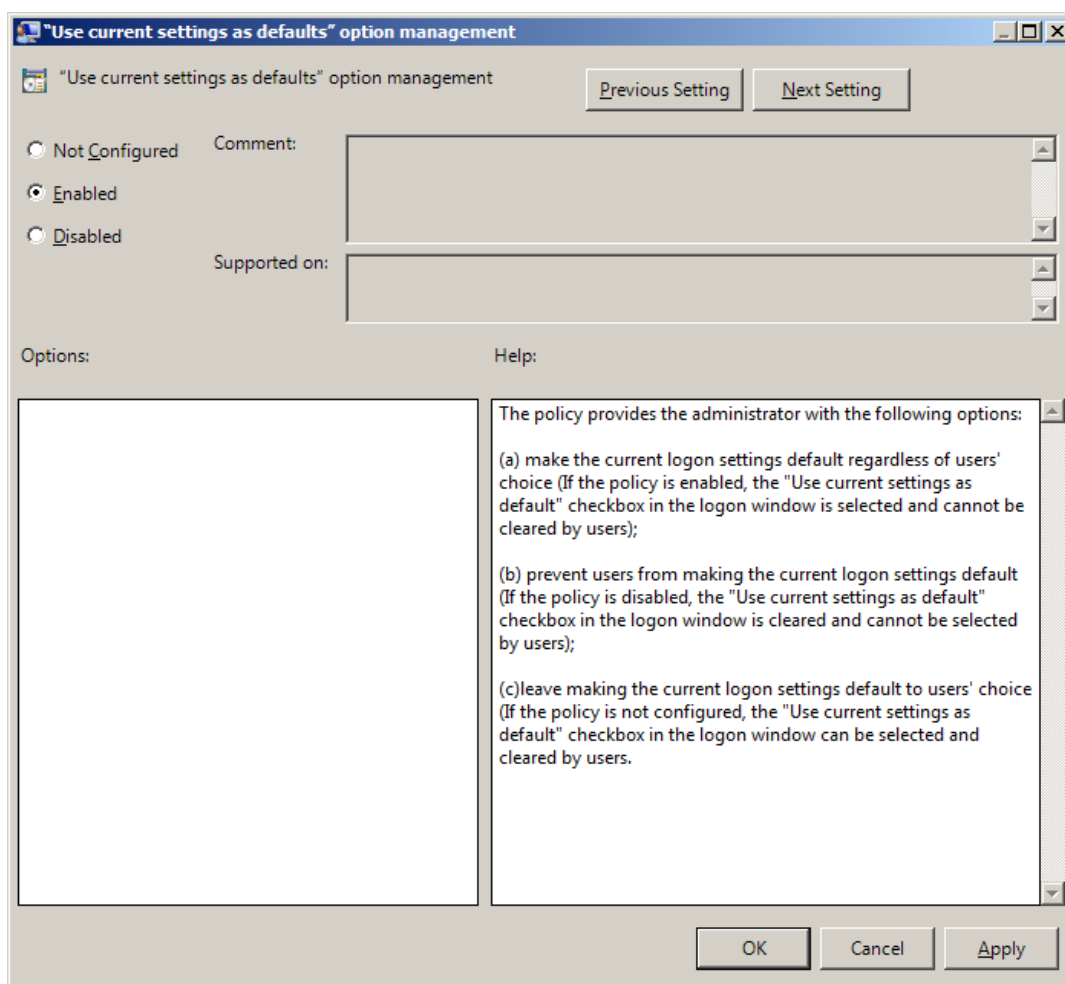 “Use current settings as defaults” option management
“Use current settings as defaults” option management
Previous Setting
Next Setting
Not Configured
Comment:
Enabled
Disabled
Supported on:
Options:
Help:
The policy provides the administrator with the following options:
(a) make the current logon settings default regardless of users'
choice (If the policy is enabled, the "Use current settings as
default" checkbox in the logon window is selected and cannot be
cleared by users);
(b) prevent users from making the current logon settings default
(If the policy is disabled, the "Use current settings as default"
checkbox in the logon window is cleared and cannot be selected
by users);
(c)leave making the current logon settings default to users' choice
(If the policy is not configured, the "Use current settings as
default" checkbox in the logon window can be selected and
cleared by users.
OK
Cancel
Apply